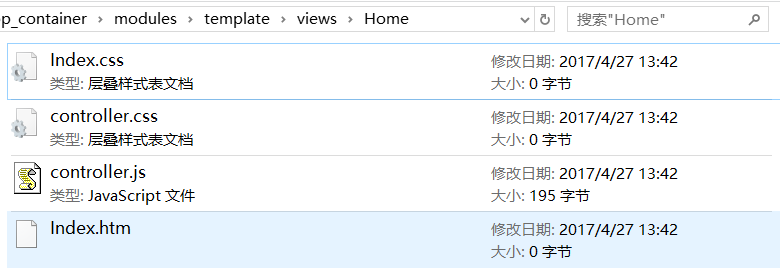 op_container › modules › template › views › Home
搜索"Home"
Index.css
修改日期: 2017/4/27 13:42
类型: 层叠样式表文档
大小: 0 字节
controller.css
修改日期: 2017/4/27 13:42
类型: 层叠样式表文档
大小: 0 字节
controller.js
修改日期: 2017/4/27 13:42
类型: JavaScript 文件
大小: 195 字节
Index.htm
修改日期: 2017/4/27 13:42
大小: 0 字节